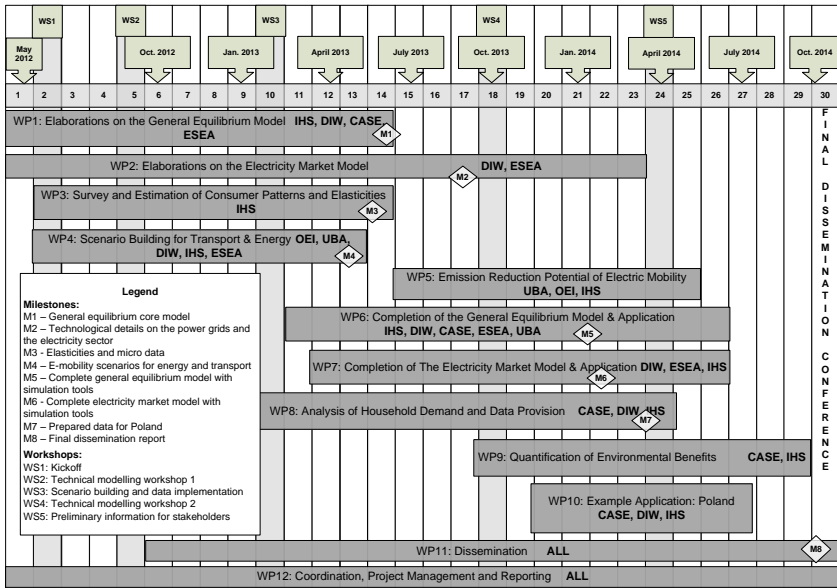 WS1 WS2 WS3 WS4 WS5
May
2012
Oct. 2012
Jan. 2013
April 2013
July 2013
Oct. 2013
Jan. 2014
April 2014
July 2014
Oct. 2014
1 2 3 4 5 6 7 8 9 10 11 12 13 14 15 16 17 18 19 20 21 22 23 24 25 26 27 28 29 30
WP1: Elaborations on the General Equilibrium Model IHS, DIW, CASE,
ESEA
M1
WP2: Elaborations on the Electricity Market Model DIW, ESEA
M2
WP3: Survey and Estimation of Consumer Patterns and Elasticities
IHS
M3
WP4: Scenario Building for Transport & Energy OEI, UBA,
DIW, IHS, ESEA
M4
WP5: Emission Reduction Potential of Electric Mobility
UBA, OEI, IHS
WP6: Completion of the General Equilibrium Model & Application
IHS, DIW, CASE, ESEA, UBA
M5
WP7: Completion of The Electricity Market Model & Application DIW, ESEA, IHS
M6
WP8: Analysis of Household Demand and Data Provision CASE, DIW, IHS
M7
WP9: Quantification of Environmental Benefits CASE, IHS
WP10: Example Application: Poland
CASE, DIW, IHS
WP11: Dissemination ALL
M8
WP12: Coordination, Project Management and Reporting ALL
FINAL DISSEMINATION CONFERENCE
Legend
Milestones:
M1 – General equilibrium core model
M2 – Technological details on the power grids and
the electricity sector
M3 - Elasticities and micro data
M4 – E-mobility scenarios for energy and transport
M5 – Complete general equilibrium model with
simulation tools
M6 – Complete electricity market model with
simulation tools
M7 – Prepared data for Poland
M8 – Final dissemination report
Workshops:
WS1: Kickoff
WS2: Technical modelling workshop 1
WS3: Scenario building and data implementation
WS4: Technical modelling workshop 2
WS5: Preliminary information for stakeholders